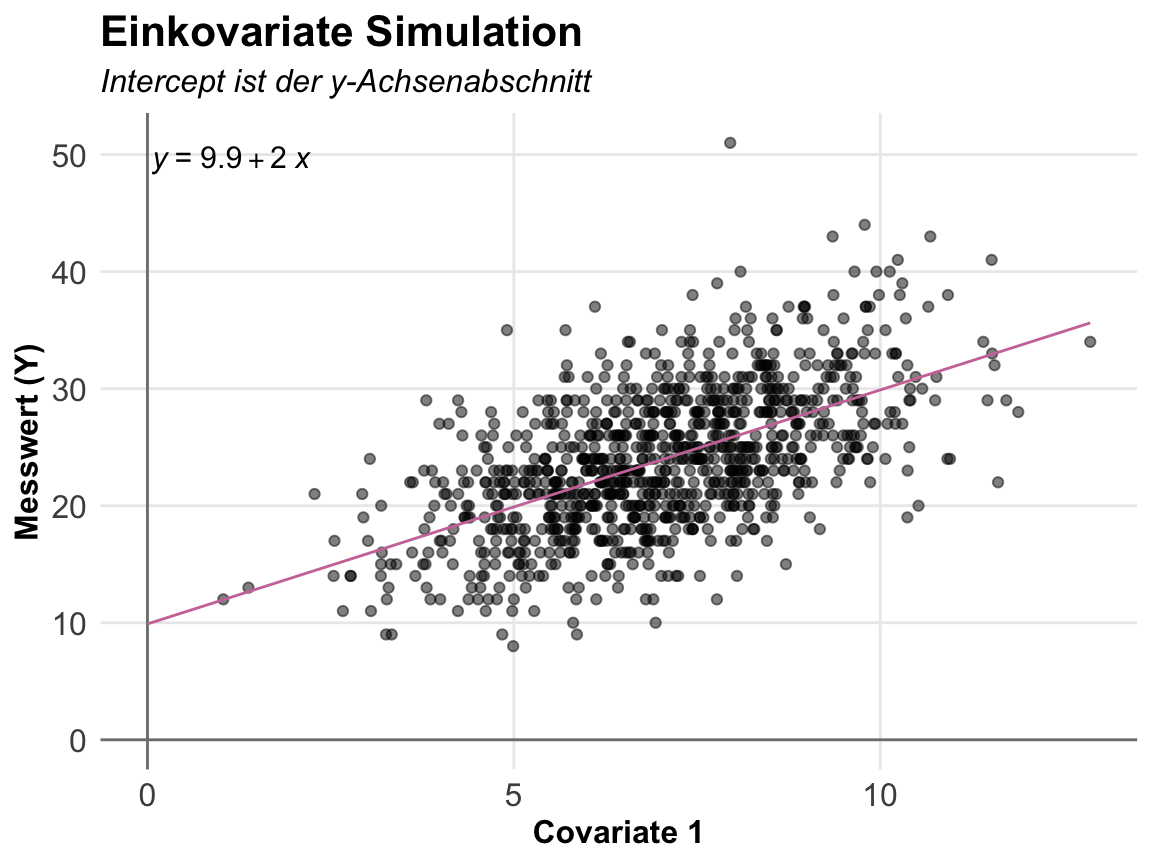 Einkovariate Simulation
Intercept ist der y-Achsenabschnitt
y = 9.9 + 2 x
50
40
30
20
10
0
Messwert (Y)
0 5 10
Covariate 1